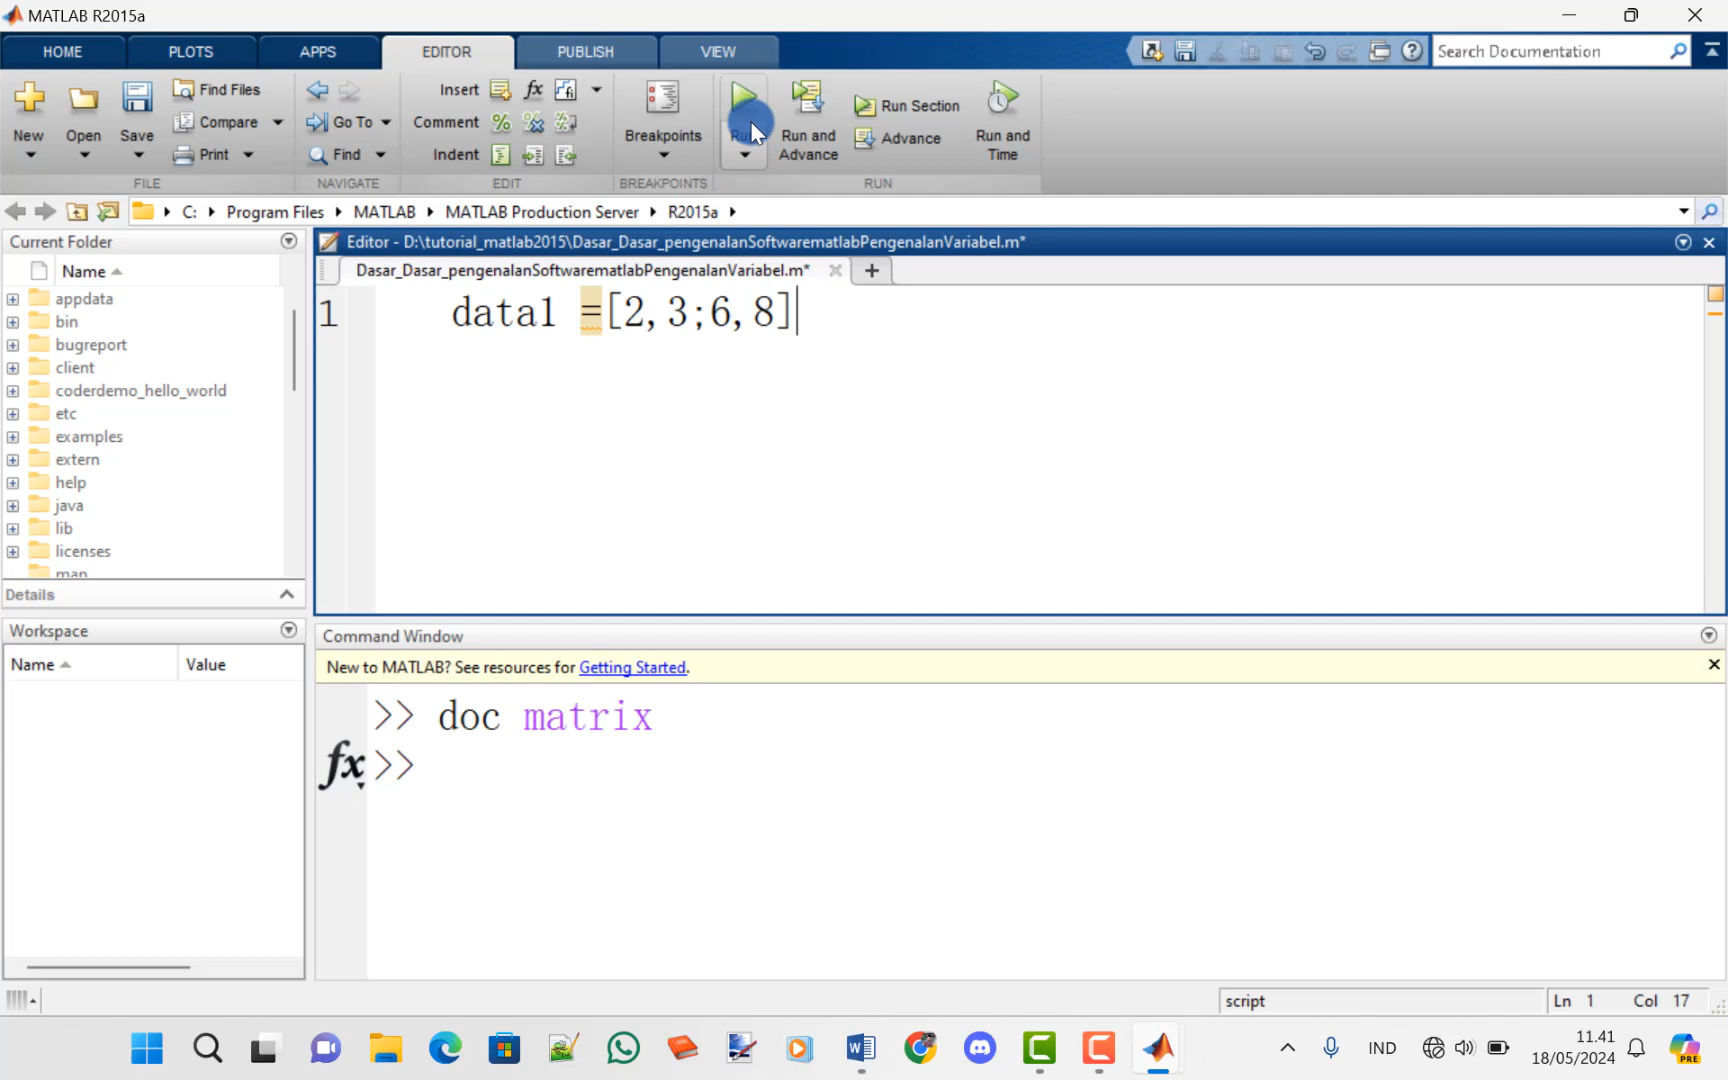 MATLAB R2015a
HOME PLOTS APPS EDITOR PUBLISH VIEW
Search Documentation
New Open Save
Find Files
Compare
Print
Go To
Find
Insert
Comment
Indent
Breakpoints
Run and
Advance
Run Section
Advance
Run and
Time
FILE NAVIGATE EDIT BREAKPOINTS RUN
C: Program Files MATLAB MATLAB Production Server R2015a
Current Folder
Name
appdata
bin
bugreport
client
coderdemo_hello_world
etc
examples
extern
help
java
lib
licenses
man
Details
Workspace
Name Value
Editor - D:\tutorial_matlab2015\Dasar_Dasar_pengenalanSoftwarematlabPengenalanVariabel.m*
Dasar_Dasar_pengenalanSoftwarematlabPengenalanVariabel.m*
1 data1 =[2,3;6,8]
Command Window
New to MATLAB? See resources for Getting Started.
>> doc matrix
fx >>
script Ln 1 Col 17
IND
11.41
18/05/2024
PRE